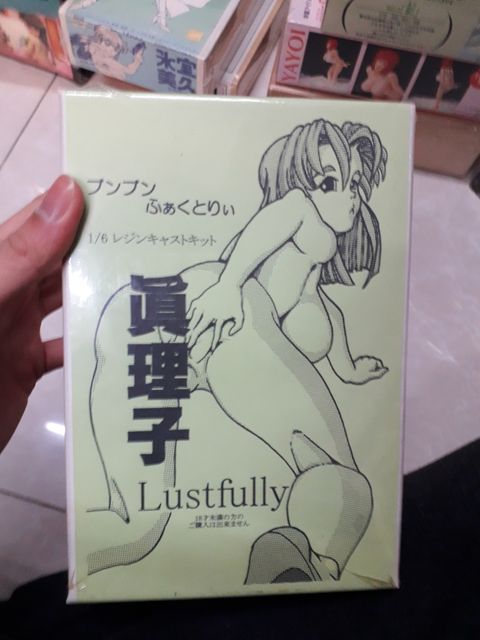 YAYOI
ブンブン
ふぁくとりぃ
1/6 レジンキャストキット
眞理子
Lustfully
18才未満の方の
ご購入は出来ません